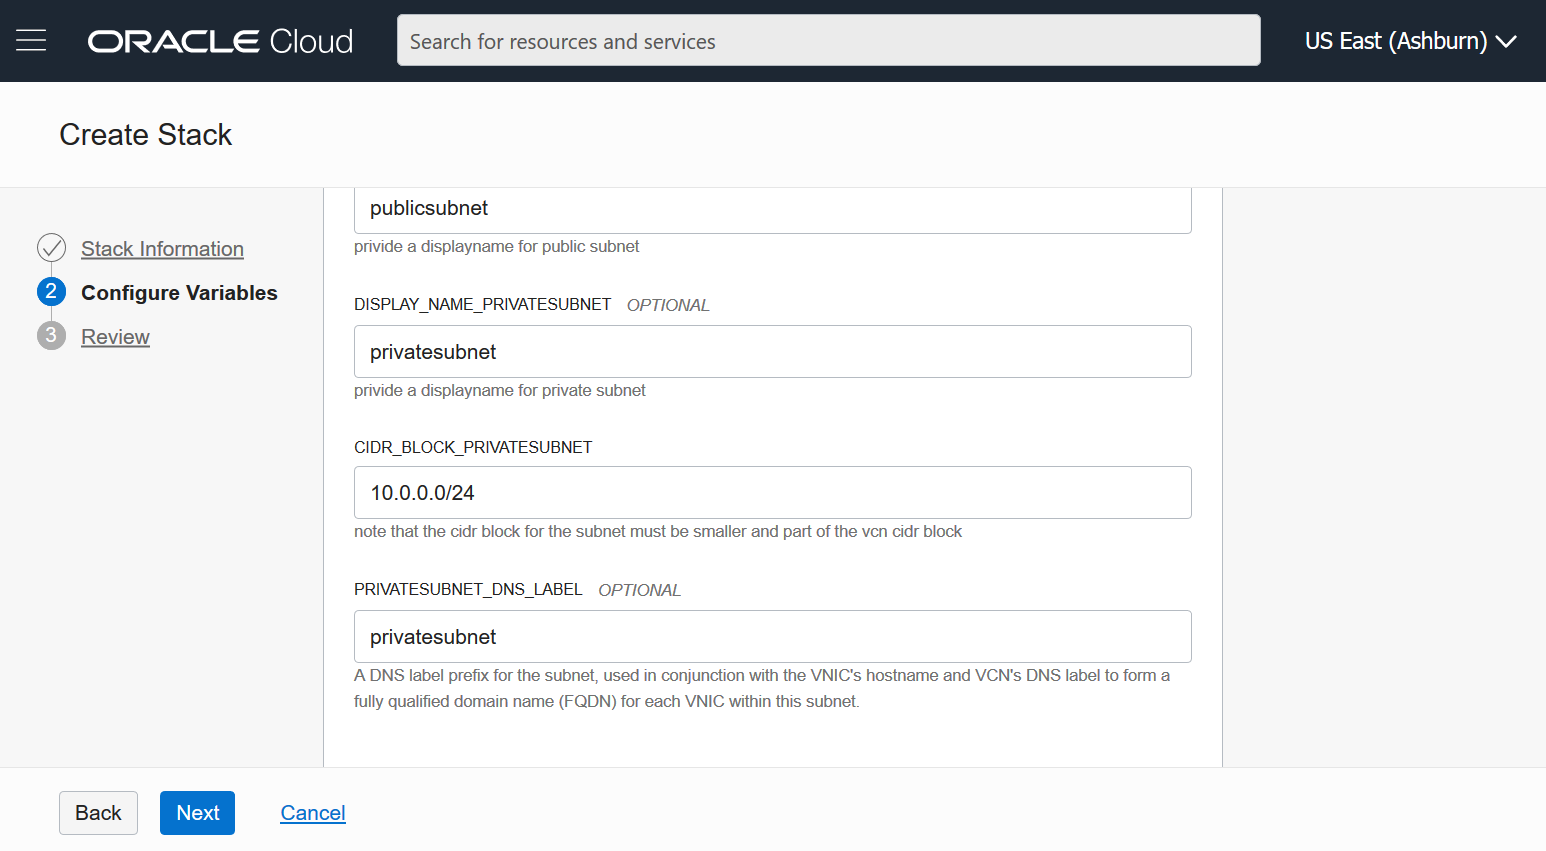 ORACLE Cloud
Search for resources and services
US East (Ashburn)
Create Stack
Stack Information
2 Configure Variables
3 Review
publicsubnet
privide a displayname for public subnet
DISPLAY_NAME_PRIVATESUBNET OPTIONAL
privatesubnet
privide a displayname for private subnet
CIDR_BLOCK_PRIVATESUBNET
10.0.0.0/24
note that the cidr block for the subnet must be smaller and part of the vcn cidr block
PRIVATESUBNET_DNS_LABEL OPTIONAL
privatesubnet
A DNS label prefix for the subnet, used in conjunction with the VNIC's hostname and VCN's DNS label to form a
fully qualified domain name (FQDN) for each VNIC within this subnet.
Back Next Cancel